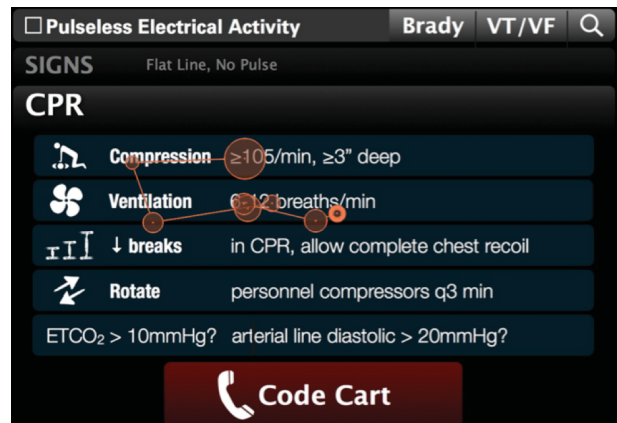 Pulseless Electrical Activity Brady VT/VF
SIGNS Flat Line, No Pulse
CPR
Compression ≥105/min, ≥3” deep
Ventilation 6-12 breaths/min
↓ breaks in CPR, allow complete chest recoil
Rotate personnel compressors q3 min
ETCO₂ > 10mmHg? arterial line diastolic > 20mmHg?
Code Cart